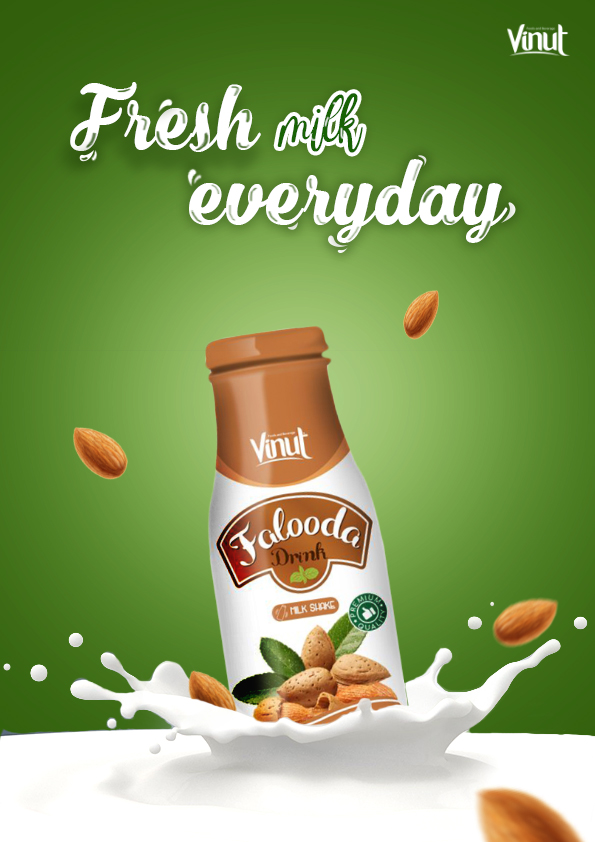 Vinut
Fresh milk
everyday
Vinut
Falooda
Drink
MILK SHAKE
PREMIUM
QUALITY